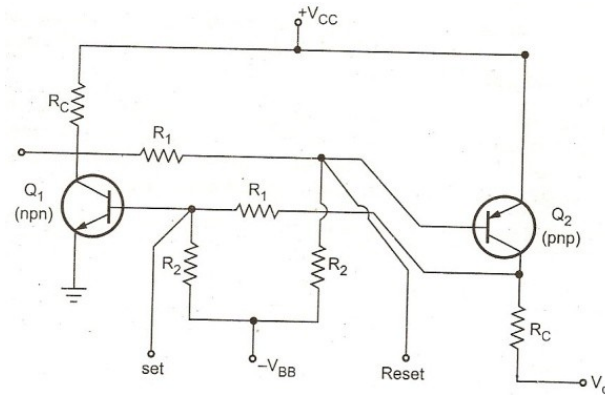 +VCC
RC
R1
Q1
(npn)
R1
Q2
(pnp)
R2
R2
RC
set
-VBB
Reset